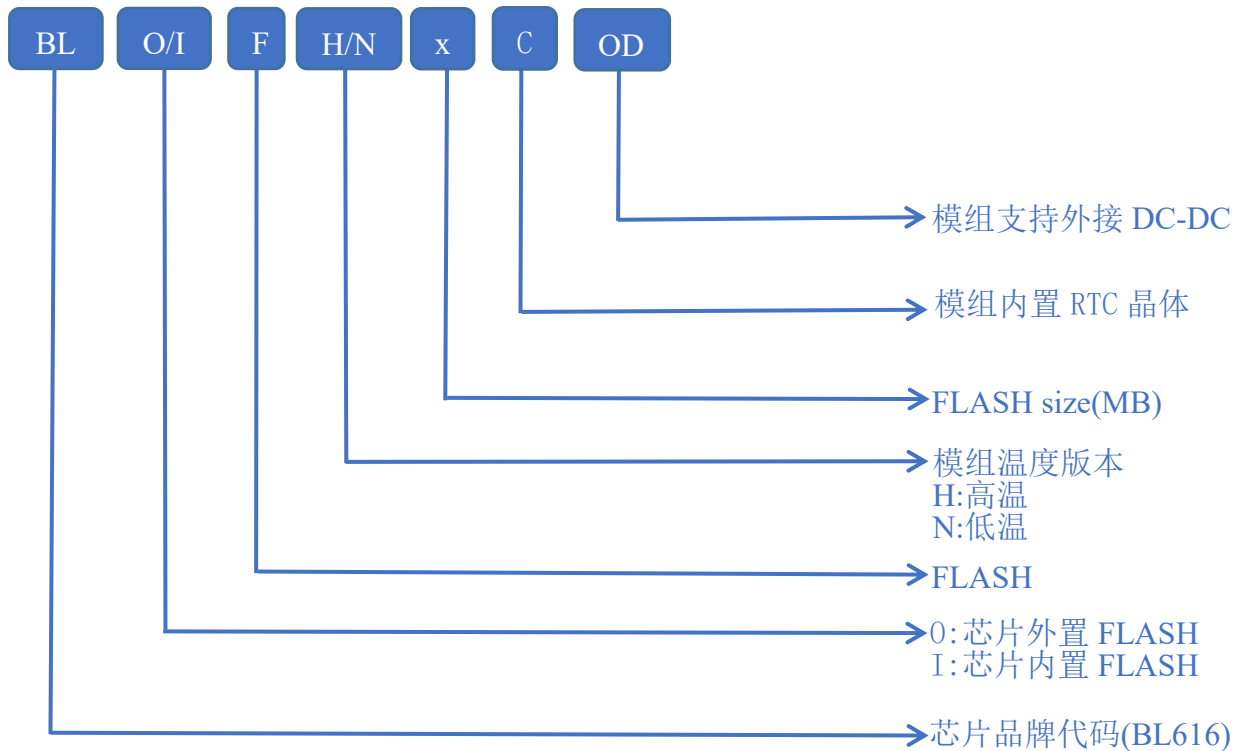 BL O/I F H/N x C OD
模组支持外接 DC-DC
模组内置 RTC 晶体
FLASH size(MB)
模组温度版本
H:高温
N:低温
FLASH
O:芯片外置 FLASH
I:芯片内置 FLASH
芯片品牌代码(BL616)